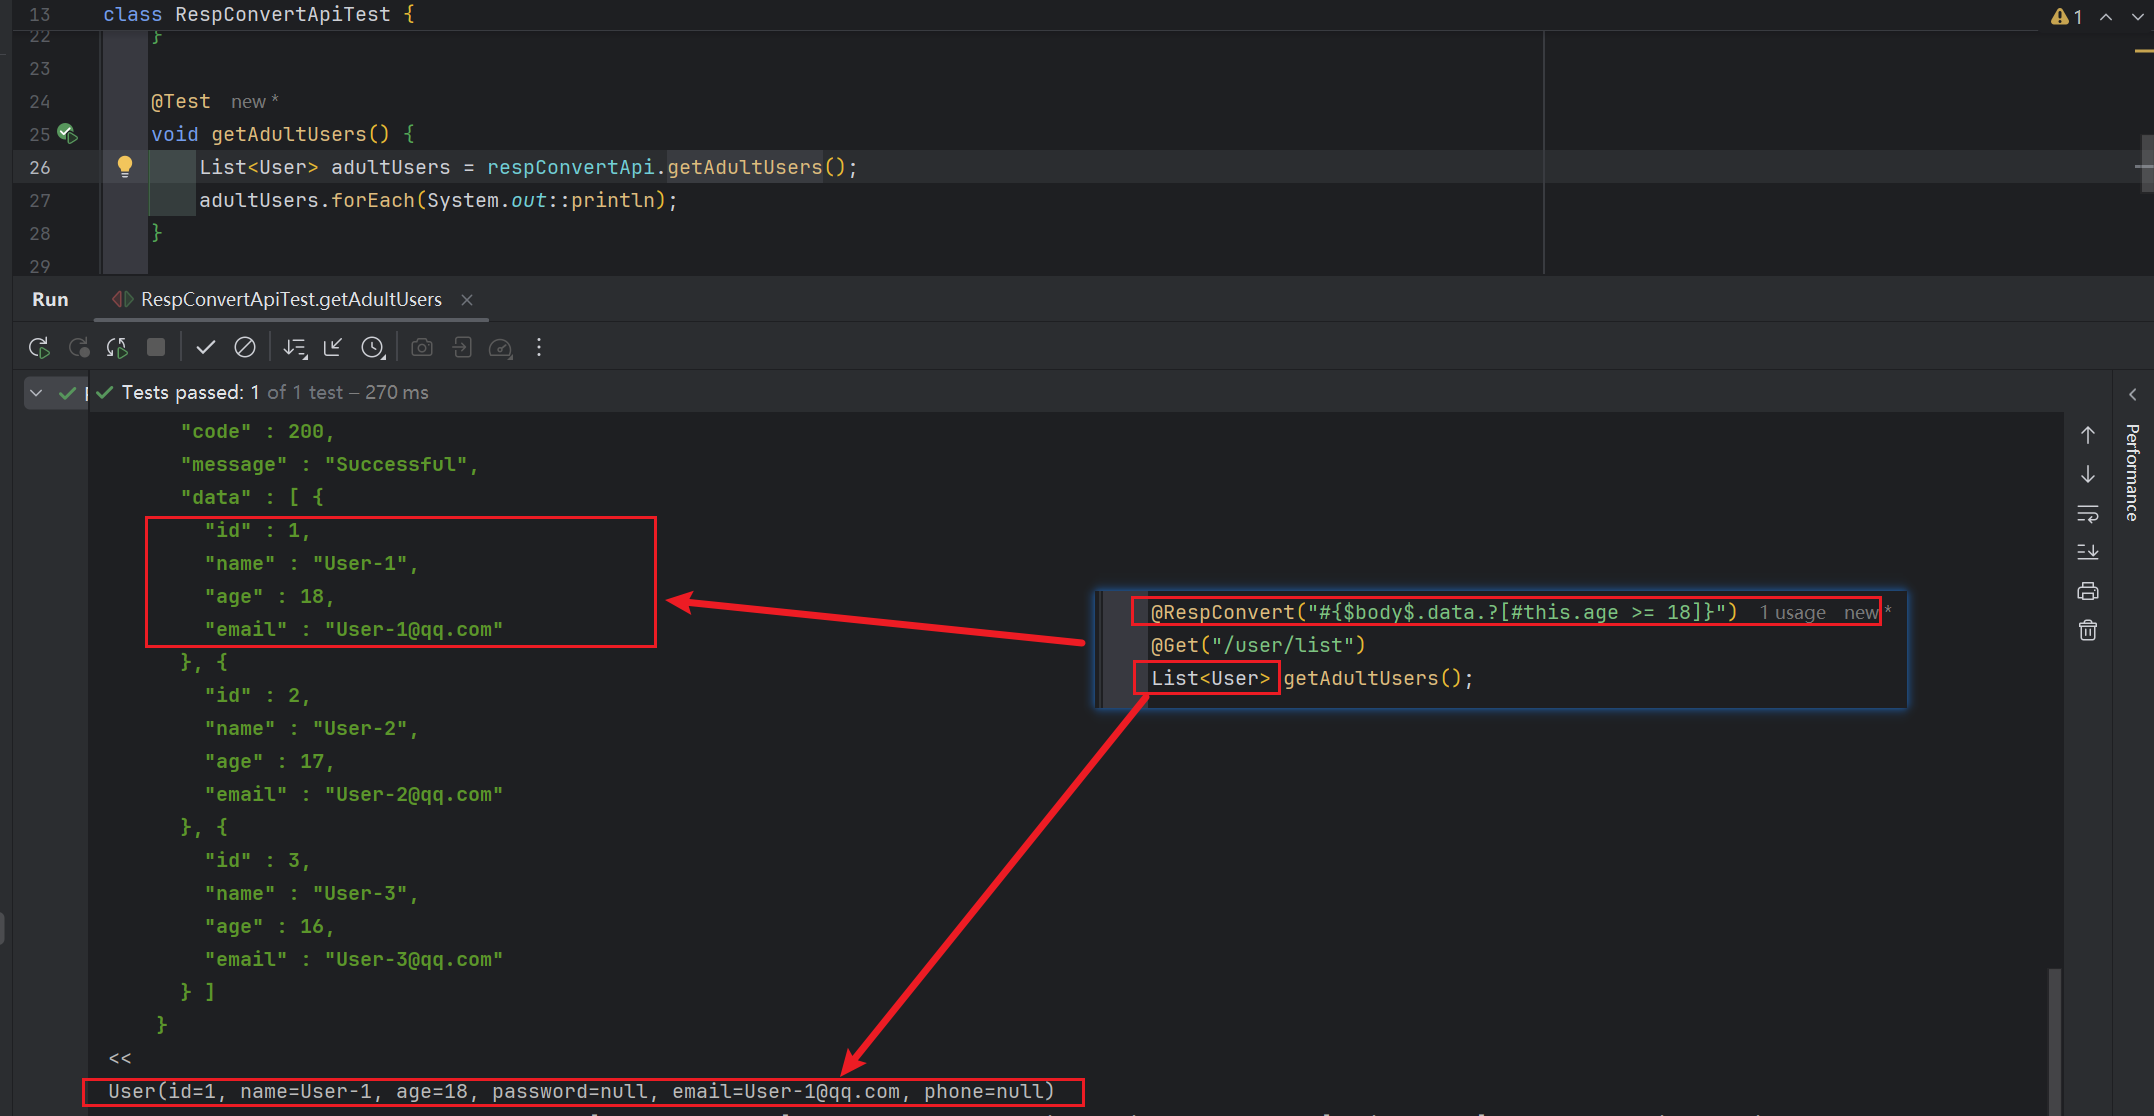 13 class RespConvertApiTest {
1
22 }
23
24 @Test new *
25 void getAdultUsers() {
26 List<User> adultUsers = respConvertApi.getAdultUsers();
27 adultUsers.forEach(System.out::println);
28 }
29
Run RespConvertApiTest.getAdultUsers
Tests passed: 1 of 1 test – 270 ms
Performance
"code" : 200,
"message" : "Successful",
"data" : [ {
"id" : 1,
"name" : "User-1",
"age" : 18,
"email" : "User-1@qq.com"
}, {
"id" : 2,
"name" : "User-2",
"age" : 17,
"email" : "User-2@qq.com"
}, {
"id" : 3,
"name" : "User-3",
"age" : 16,
"email" : "User-3@qq.com"
} ]
}
<<
User(id=1, name=User-1, age=18, password=null, email=User-1@qq.com, phone=null)
@RespConvert("#{$body$.data.?[#this.age >= 18]}") 1 usage new *
@Get("/user/list")
List<User> getAdultUsers();